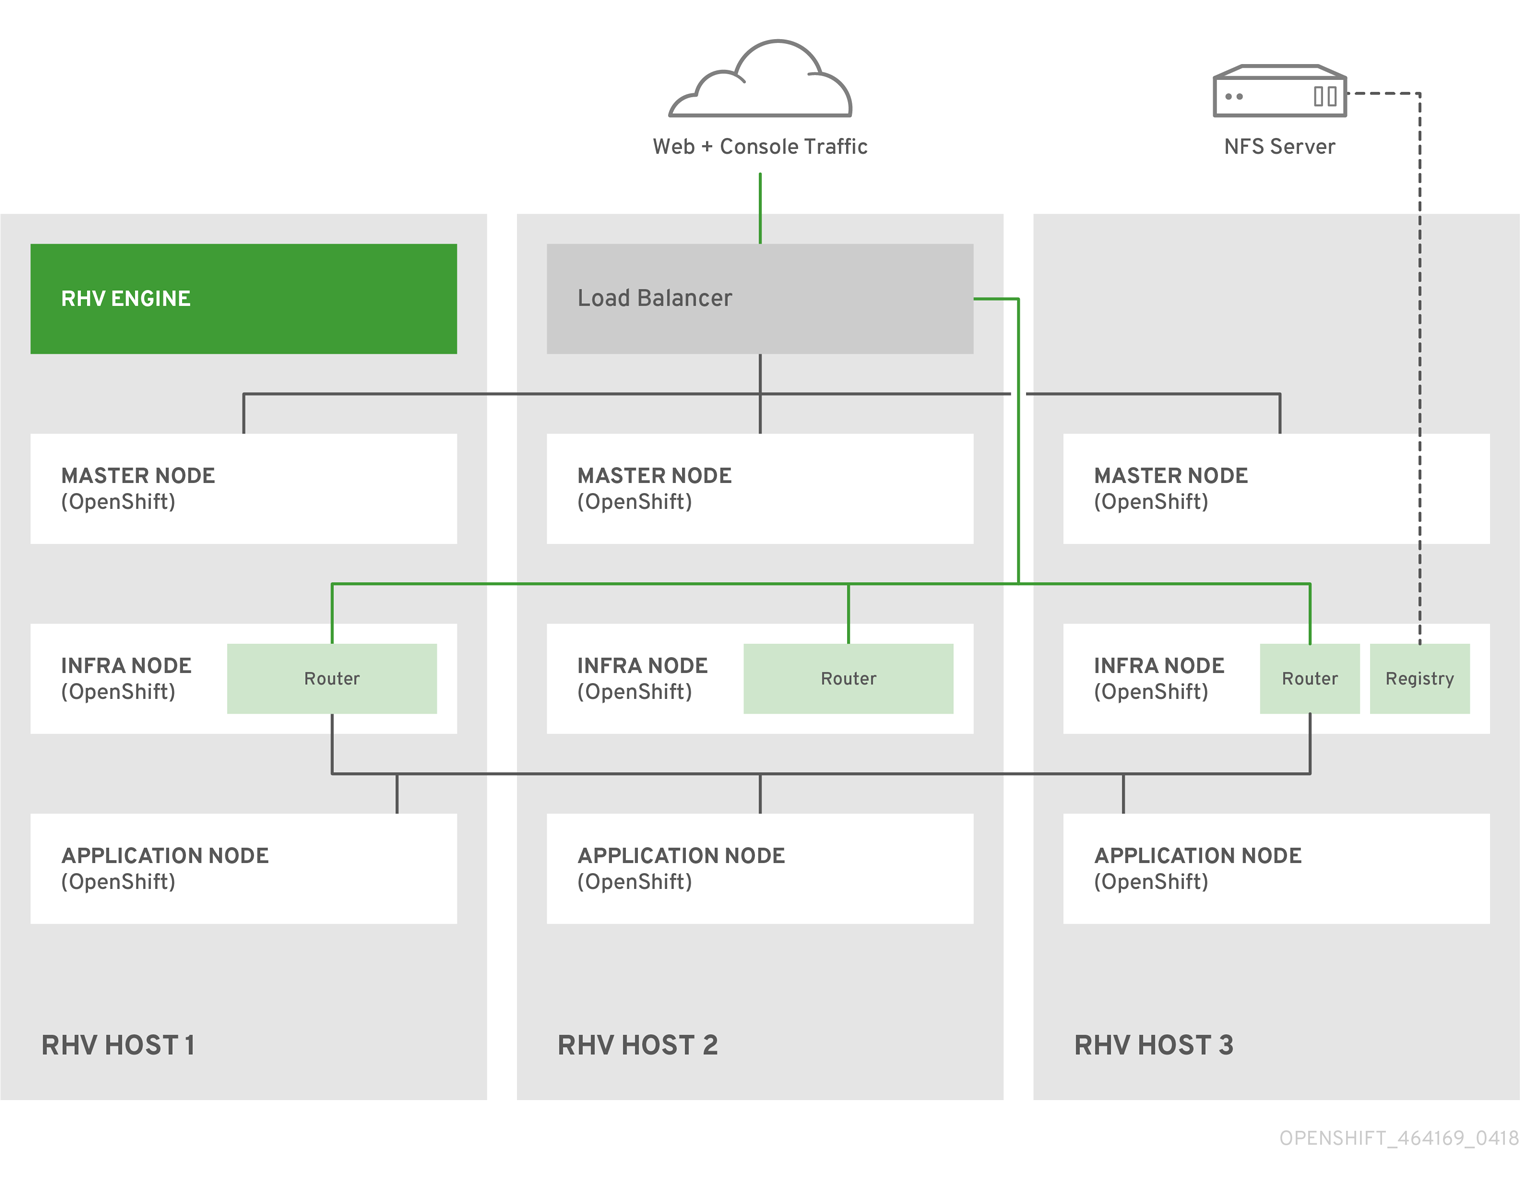 Web + Console Traffic
NFS Server
RHV ENGINE
Load Balancer
MASTER NODE
(OpenShift)
MASTER NODE
(OpenShift)
MASTER NODE
(OpenShift)
INFRA NODE
(OpenShift)
Router
INFRA NODE
(OpenShift)
Router
INFRA NODE
(OpenShift)
Router
Registry
APPLICATION NODE
(OpenShift)
APPLICATION NODE
(OpenShift)
APPLICATION NODE
(OpenShift)
RHV HOST 1
RHV HOST 2
RHV HOST 3
OPENSHIFT_464169_0418